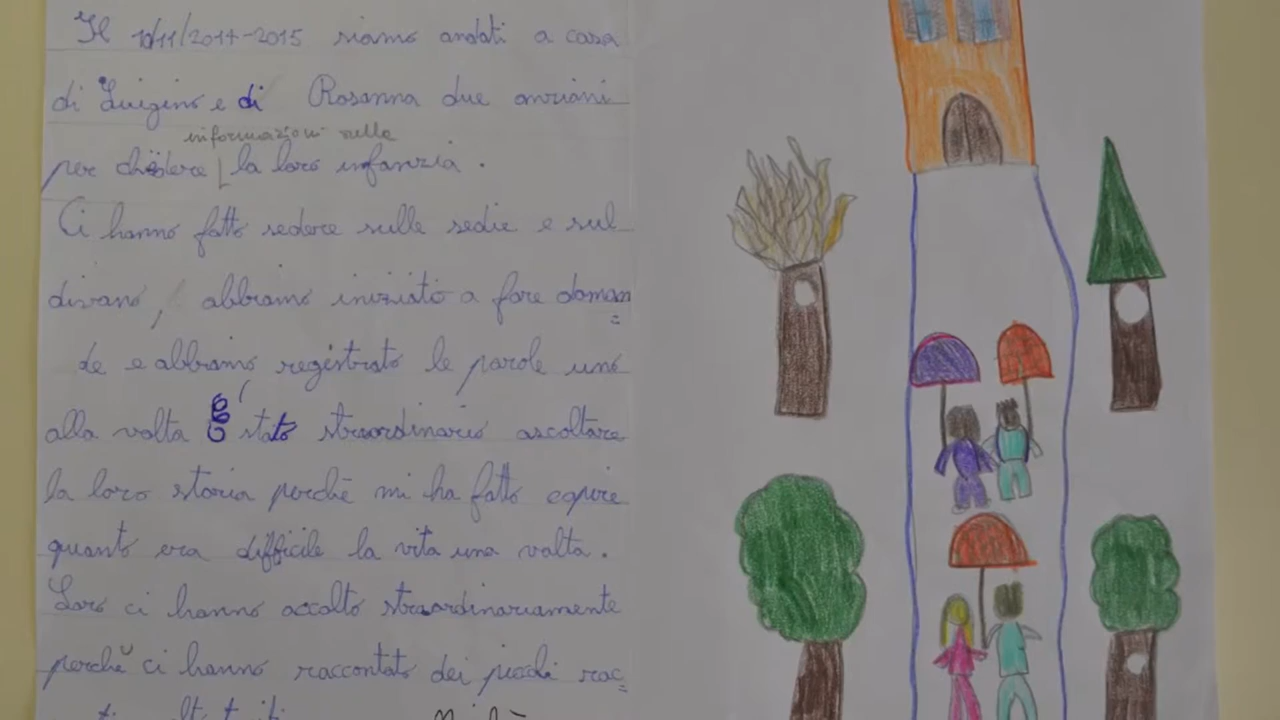 Il 10/11/2014-2015 siamo andati a casa
di Luigino e di Rosanna due anziani
informazioni sulla
per chiedere la loro infanzia.
Ci hanno fatto sedere sulle sedie e sul
divano, abbiamo iniziato a fare doman
de e abbiamo registrato le parole uno
alla volta È stato straordinario ascoltare
la loro storia perchè mi ha fatto capire
quanto era difficile la vita una volta.
Loro ci hanno accolto straordinariamente
perchè ci hanno raccontato dei piccoli rac